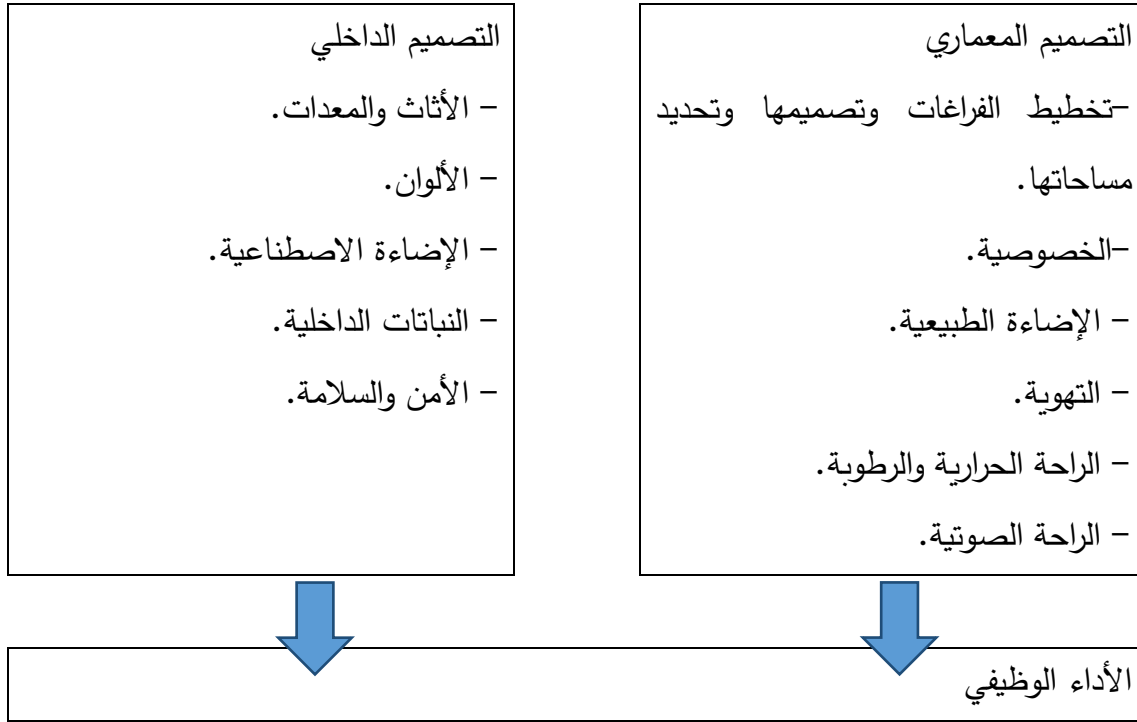 التصميم المعماري
-تخطيط الفراغات وتصميمها وتحديد
مساحاتها.
-الخصوصية.
- الإضاءة الطبيعية.
- التهوية.
- الراحة الحرارية والرطوبة.
- الراحة الصوتية.
التصميم الداخلي
- الأثاث والمعدات.
- الألوان.
- الإضاءة الاصطناعية.
- النباتات الداخلية.
- الأمن والسلامة.
الأداء الوظيفي